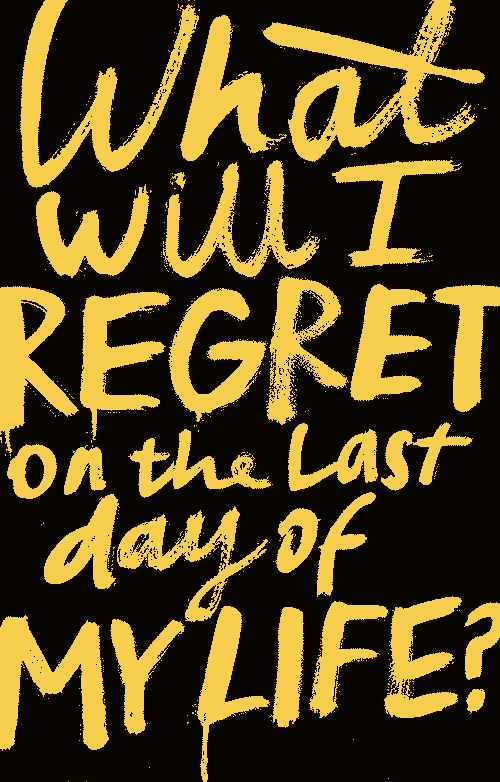 What
will I
REGRET
on the Last
day of
MY LIFE?